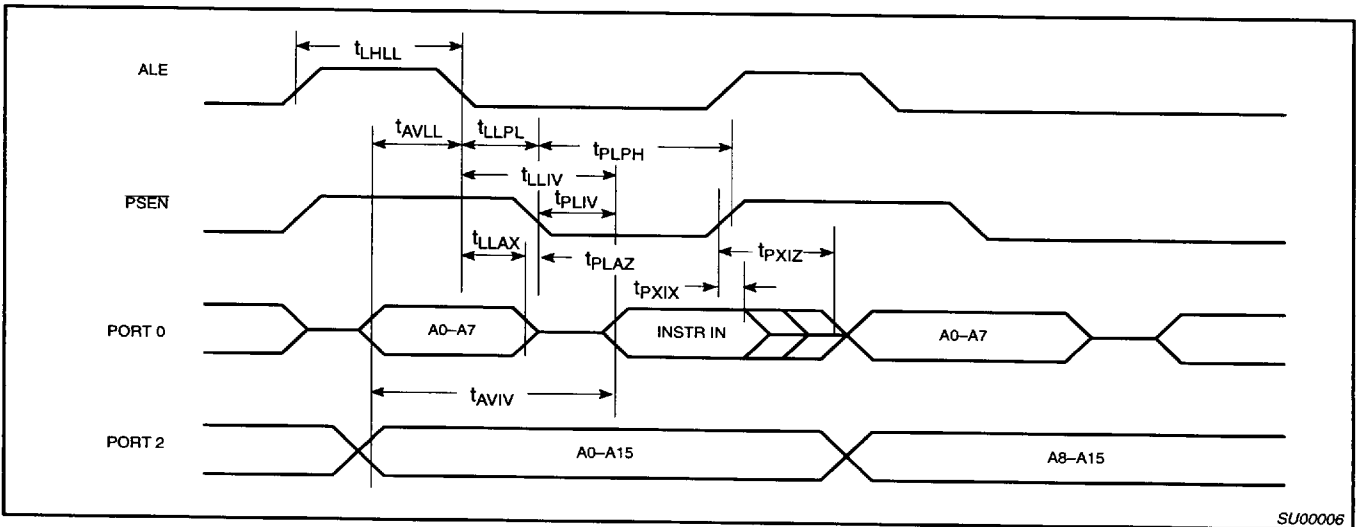 ALE
tLHLL
tAVLL
tLLPL
tPLPH
tLLIV
PSEN
tPLIV
tLLAX
tPLAZ
tPXIZ
tPXIX
PORT 0
A0–A7
INSTR IN
A0–A7
tAVIV
PORT 2
A0–A15
A8–A15
SU00006